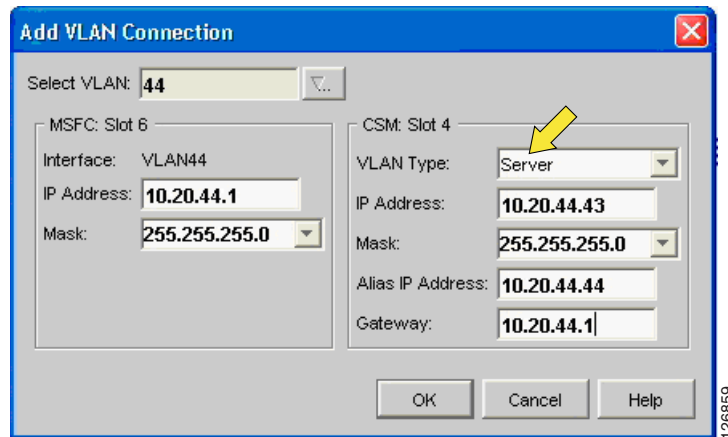 Add VLAN Connection
Select VLAN: 44
MSFC: Slot 6
Interface: VLAN44
IP Address: 10.20.44.1
Mask: 255.255.255.0
CSM: Slot 4
VLAN Type: Server
IP Address: 10.20.44.43
Mask: 255.255.255.0
Alias IP Address: 10.20.44.44
Gateway: 10.20.44.1
OK Cancel Help
126859